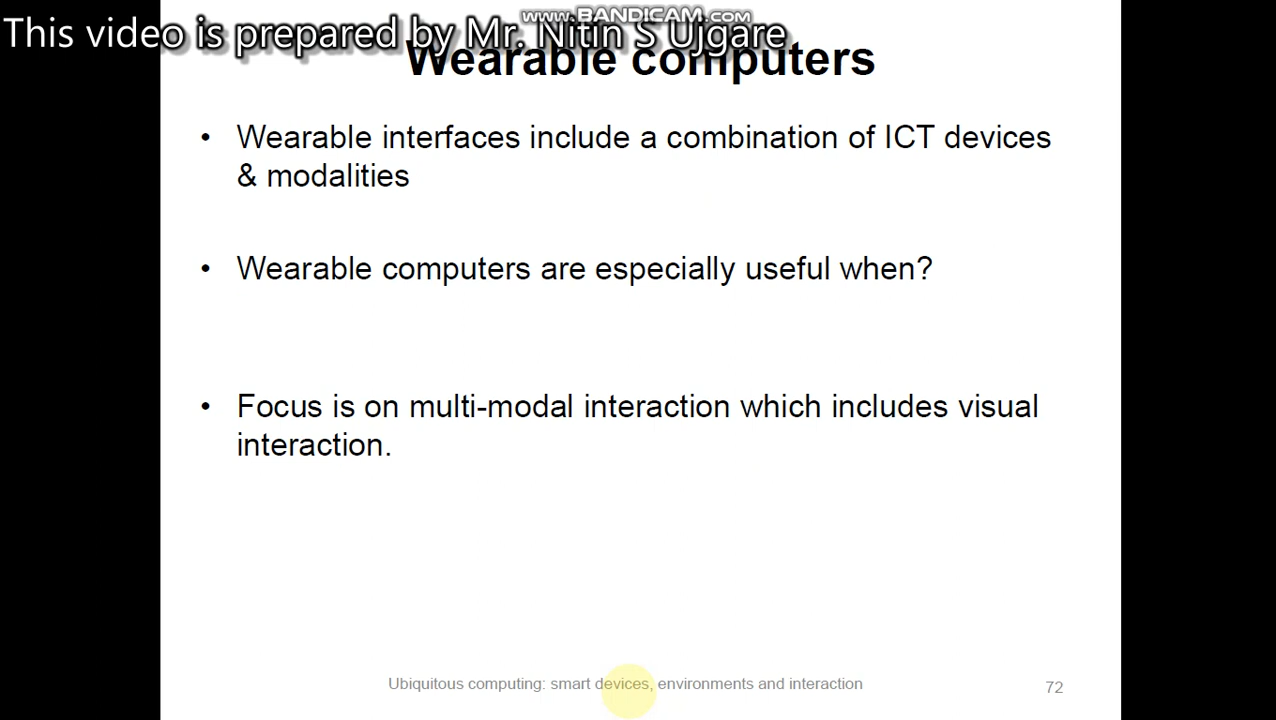 www.BANDICAM.com
This video is prepared by Mr. Nitin S Ujgare
Wearable computers
• Wearable interfaces include a combination of ICT devices
& modalities
• Wearable computers are especially useful when?
• Focus is on multi-modal interaction which includes visual
interaction.
Ubiquitous computing: smart devices, environments and interaction
72